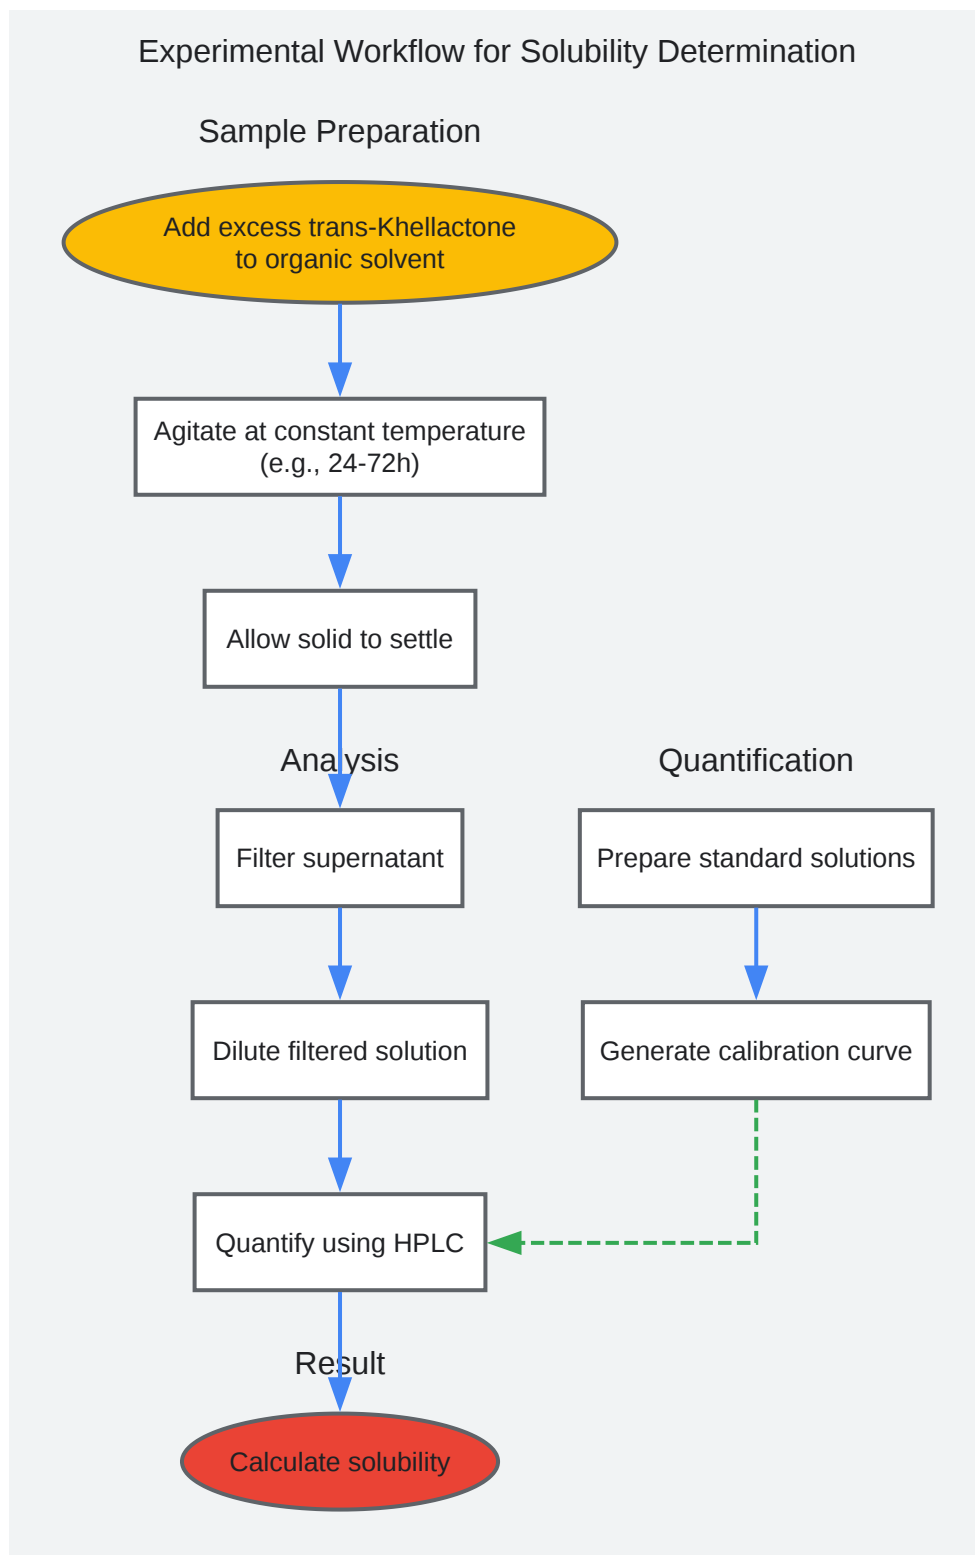 Experimental Workflow for Solubility Determination
Sample Preparation
Add excess trans-Khellactone
to organic solvent
Agitate at constant temperature
(e.g., 24-72h)
Allow solid to settle
Analysis
Filter supernatant
Dilute filtered solution
Quantification
Prepare standard solutions
Generate calibration curve
Quantify using HPLC
Result
Calculate solubility